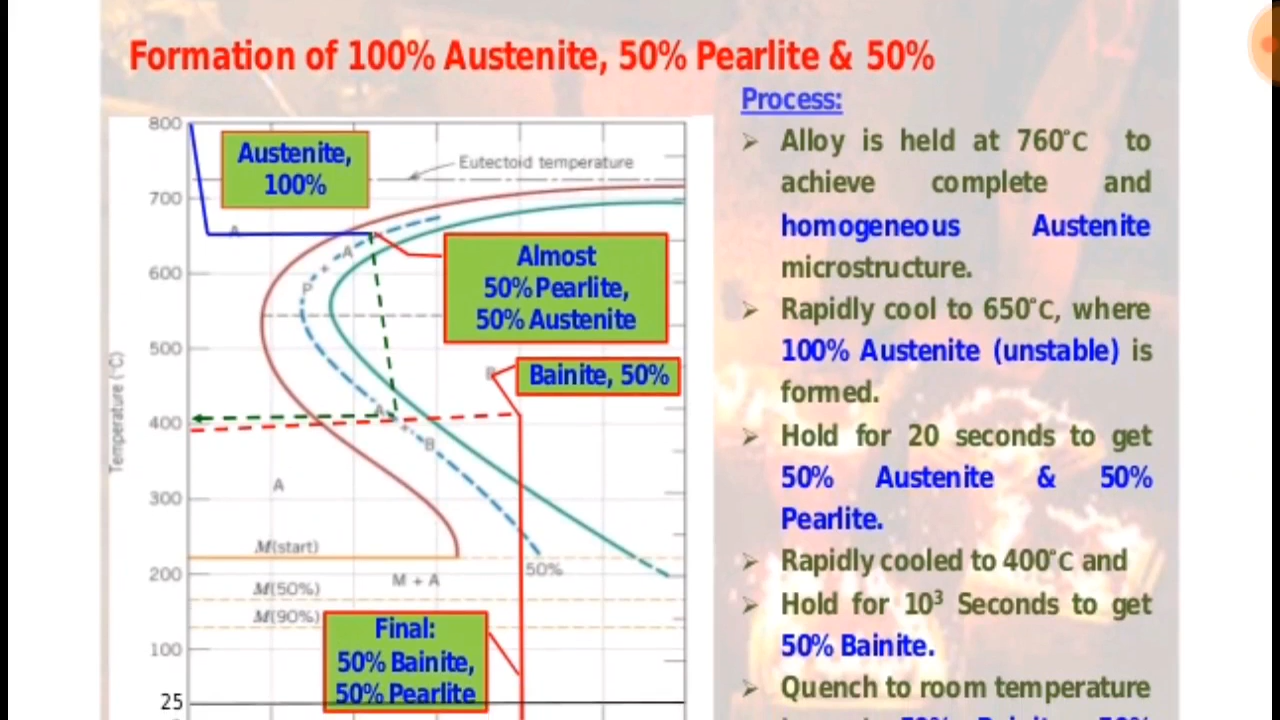 Formation of 100% Austenite, 50% Pearlite & 50%
Process:
➢ Alloy is held at 760°C to
achieve complete and
homogeneous Austenite
microstructure.
➢ Rapidly cool to 650°C, where
100% Austenite (unstable) is
formed.
➢ Hold for 20 seconds to get
50% Austenite & 50%
Pearlite.
➢ Rapidly cooled to 400°C and
➢ Hold for 10³ Seconds to get
50% Bainite.
➢ Quench to room temperature
800
Austenite,
100%
Eutectoid temperature
700
A
A
Almost
50% Pearlite,
50% Austenite
600
P
500
Bainite, 50%
B
Temperature (°C)
400
A
B
300
A
M(start)
200
M + A
50%
M(50%)
M(90%)
100
Final:
50% Bainite,
50% Pearlite
25